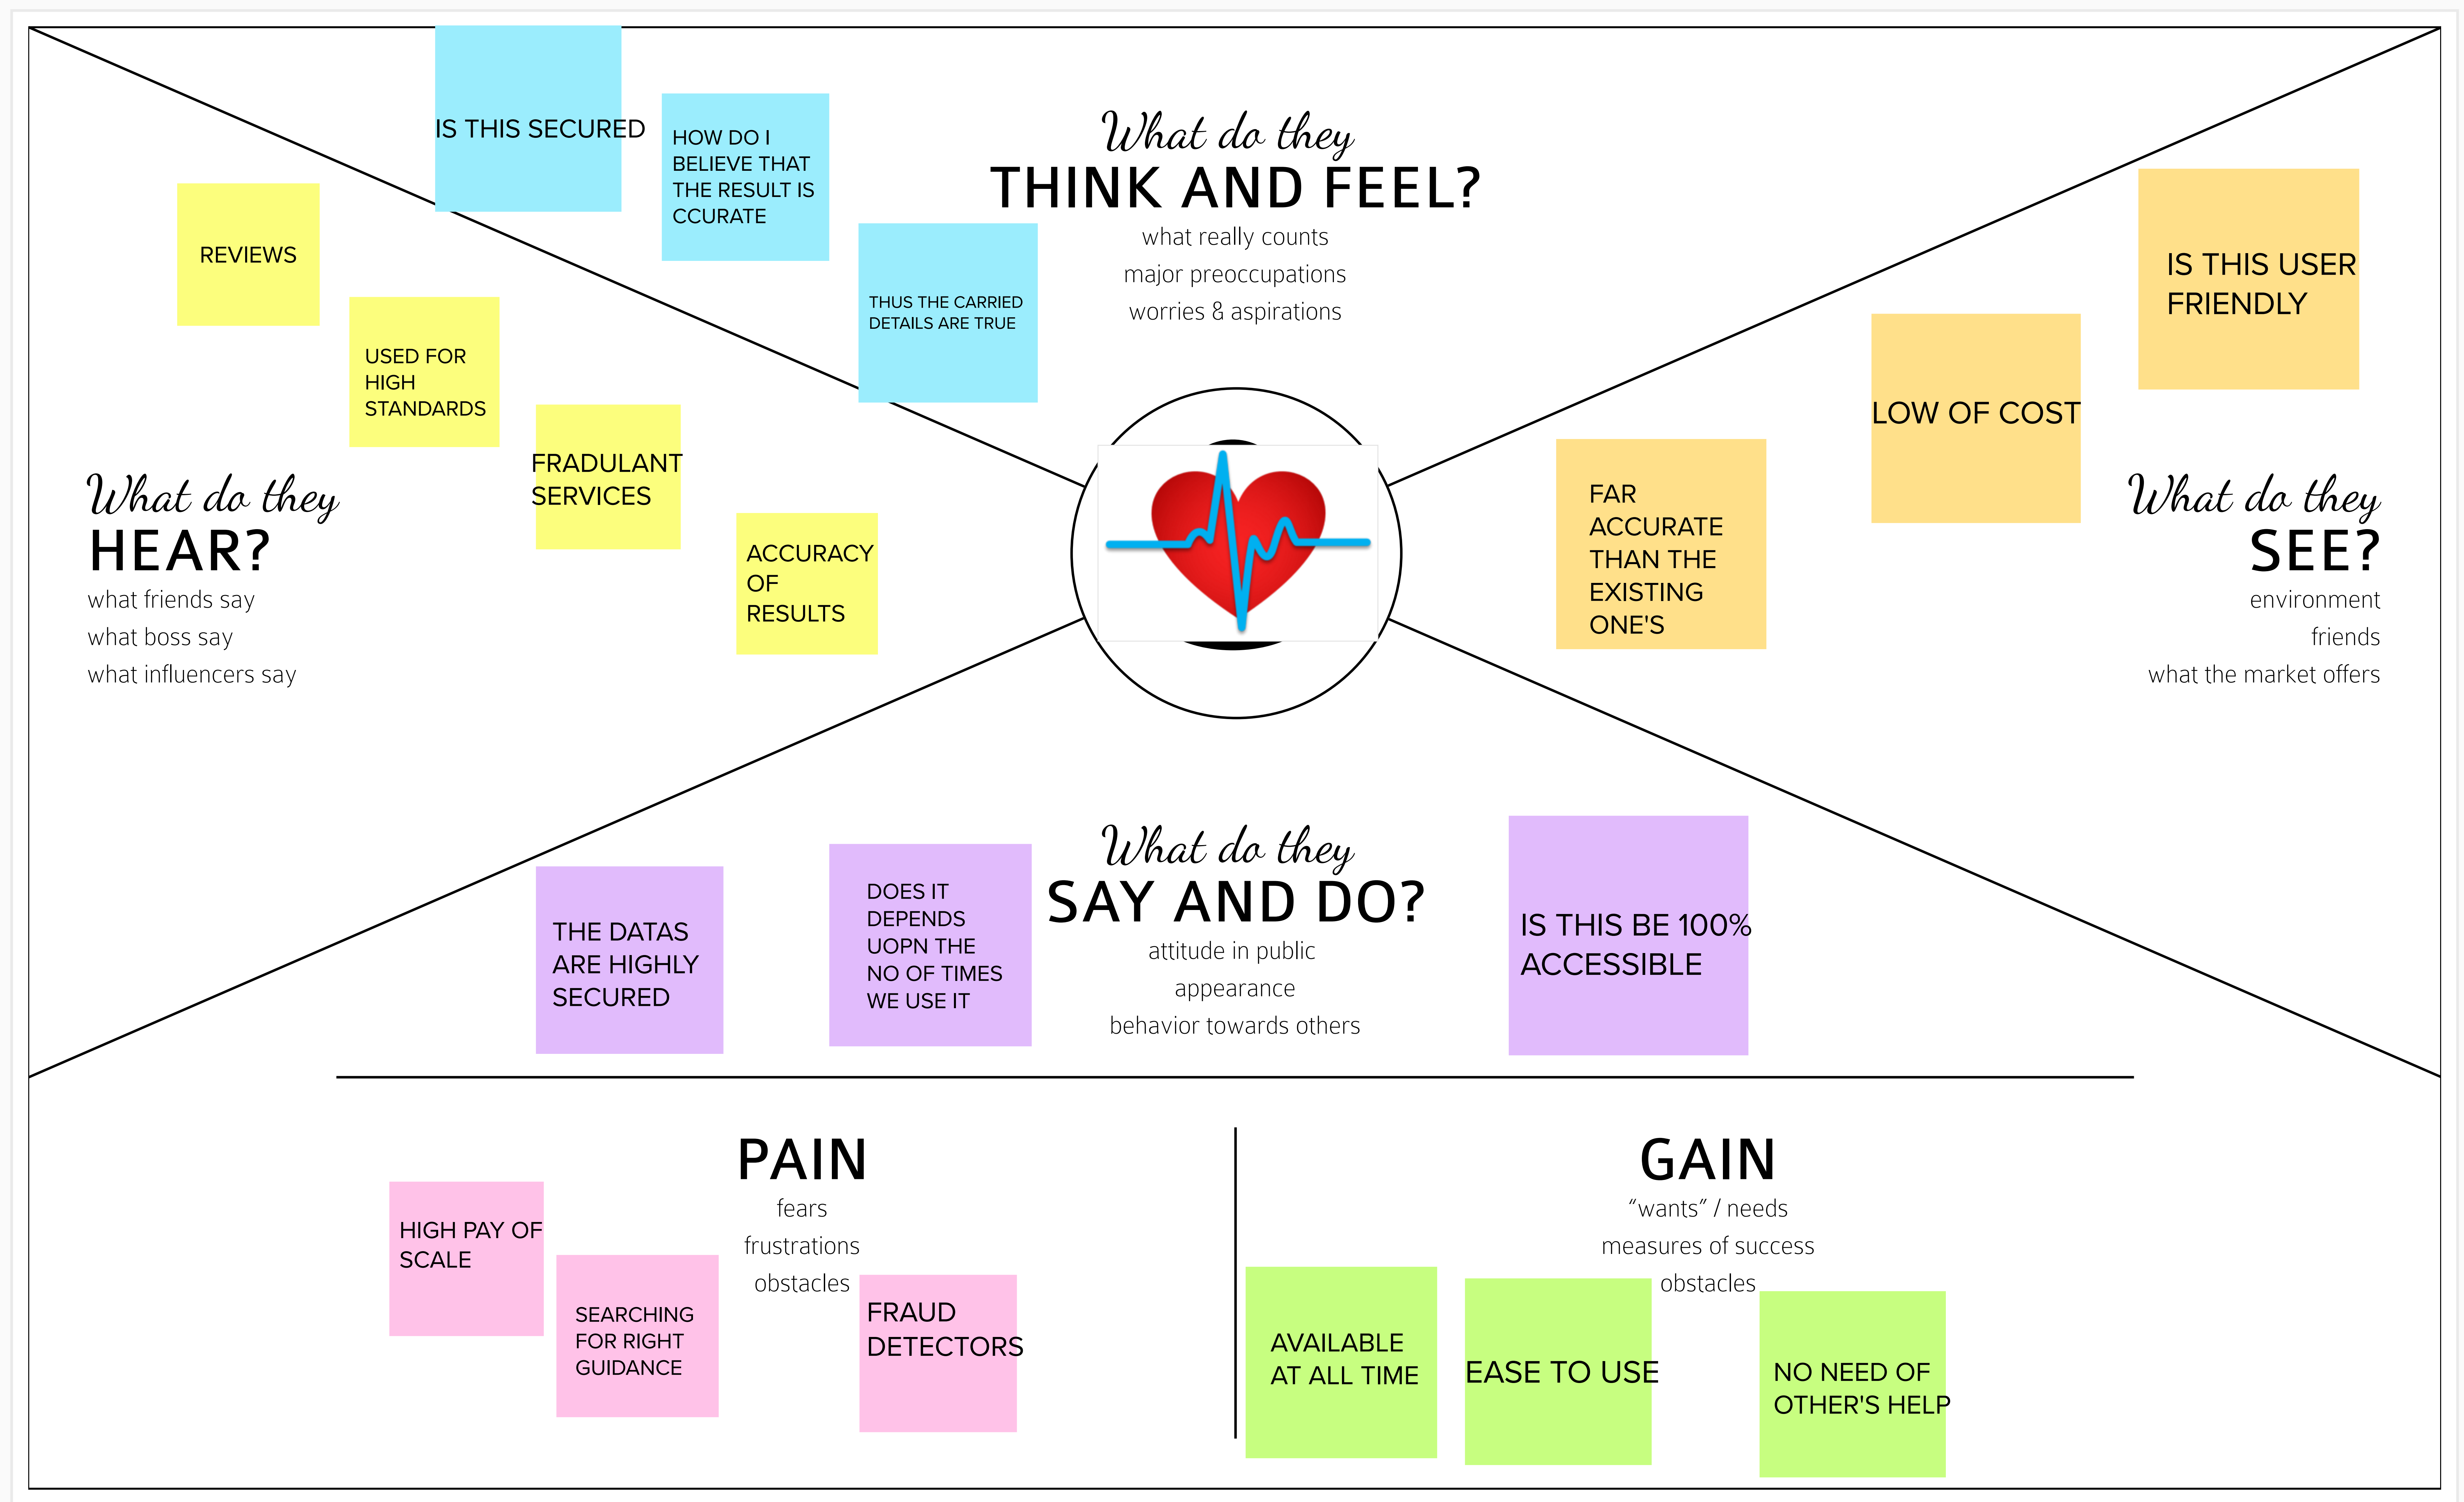 What do they
THINK AND FEEL?
what really counts
major preoccupations
worries & aspirations
IS THIS SECURED
HOW DO I
BELIEVE THAT
THE RESULT IS
CCURATE
THUS THE CARRIED
DETAILS ARE TRUE
What do they
HEAR?
what friends say
what boss say
what influencers say
REVIEWS
USED FOR
HIGH
STANDARDS
FRADULANT
SERVICES
ACCURACY
OF
RESULTS
What do they
SEE?
environment
friends
what the market offers
FAR
ACCURATE
THAN THE
EXISTING
ONE'S
LOW OF COST
IS THIS USER
FRIENDLY
What do they
SAY AND DO?
attitude in public
appearance
behavior towards others
THE DATAS
ARE HIGHLY
SECURED
DOES IT
DEPENDS
UOPN THE
NO OF TIMES
WE USE IT
IS THIS BE 100%
ACCESSIBLE
PAIN
fears
frustrations
obstacles
HIGH PAY OF
SCALE
SEARCHING
FOR RIGHT
GUIDANCE
FRAUD
DETECTORS
GAIN
“wants” / needs
measures of success
obstacles
AVAILABLE
AT ALL TIME
EASE TO USE
NO NEED OF
OTHER'S HELP